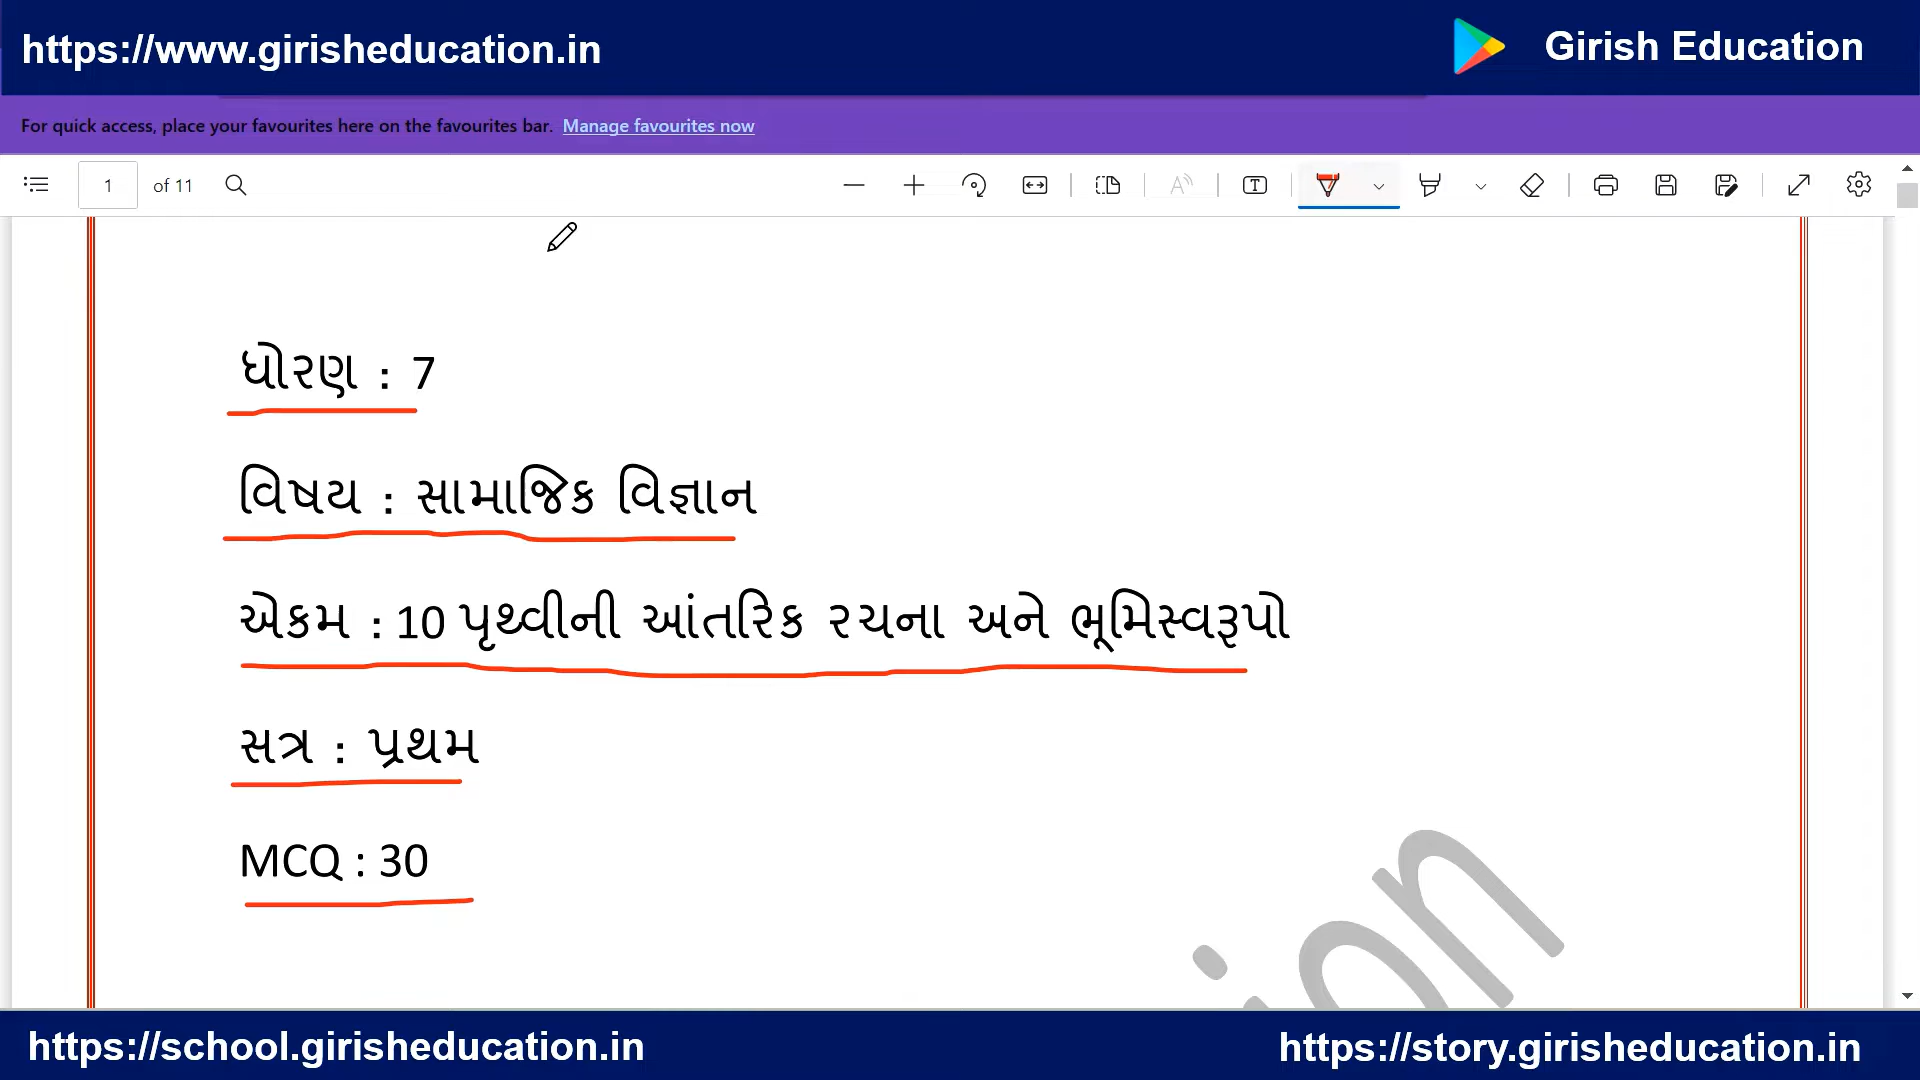 https://www.girisheducation.in
Girish Education
For quick access, place your favourites here on the favourites bar. Manage favourites now
1 of 11
ધોરણ : 7
વિષય : સામાજિક વિજ્ઞાન
એકમ : 10 પૃથ્વીની આંતરિક રચના અને ભૂમિસ્વરૂપો
સત્ર : પ્રથમ
MCQ : 30
ion
https://school.girisheducation.in
https://story.girisheducation.in